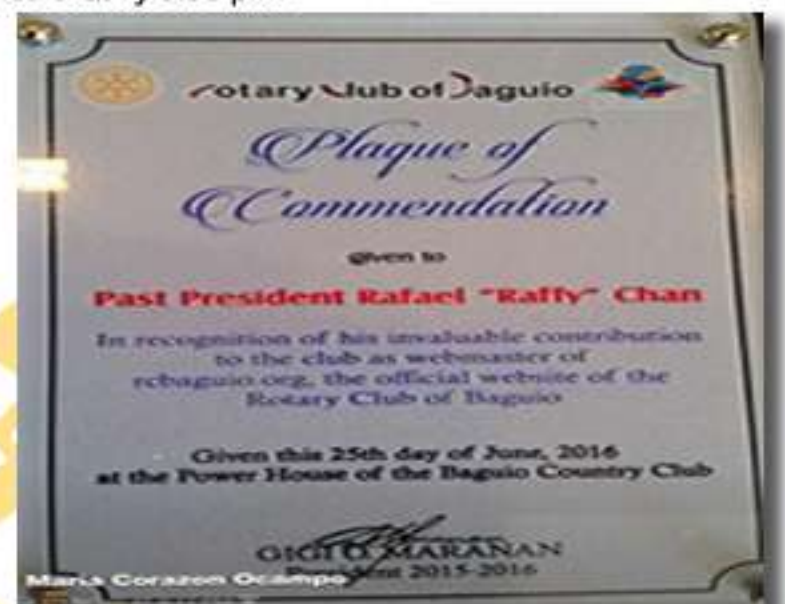 Rotary Club of Baguio
Plaque of
Commendation
given to
Past President Rafael "Raffy" Chan
In recognition of his invaluable contribution
to the club as webmaster of
rcbaguio.org, the official website of the
Rotary Club of Baguio
Given this 25th day of June, 2016
at the Power House of the Baguio Country Club
GIGI O. MARAÑAN
President 2015-2016
Maria Corazon Ocampo